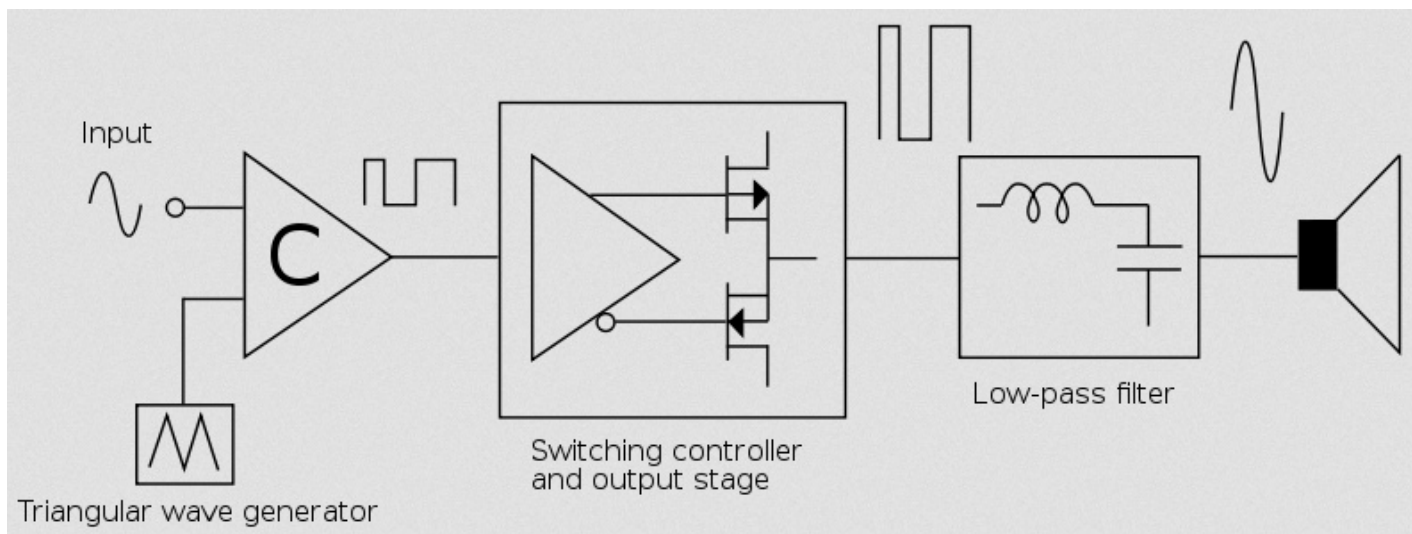 Input
C
Switching controller
and output stage
Low-pass filter
Triangular wave generator